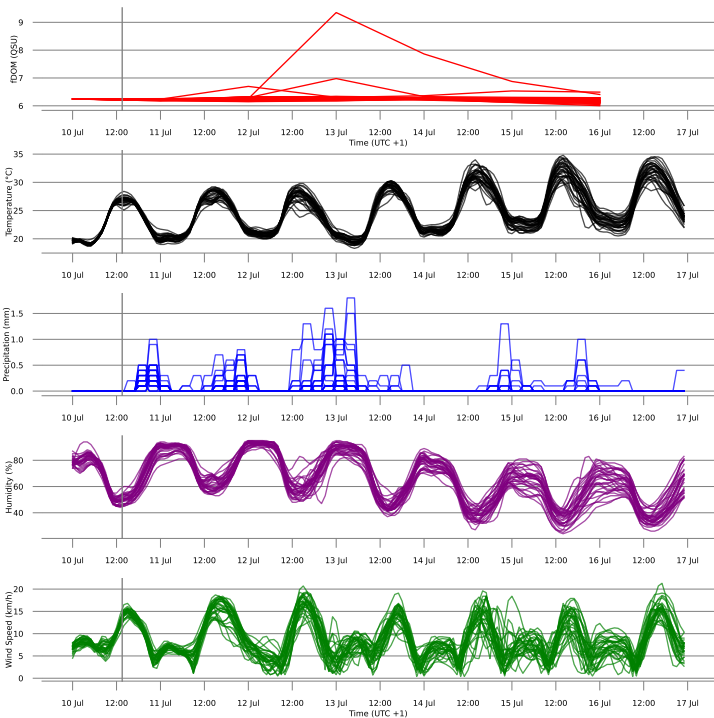 9
8
7
6
fDOM (QSU)
10 Jul 12:00 11 Jul 12:00 12 Jul 12:00 13 Jul 12:00 14 Jul 12:00 15 Jul 12:00 16 Jul 12:00 17 Jul
Time (UTC +1)
35
30
25
20
Temperature (°C)
10 Jul 12:00 11 Jul 12:00 12 Jul 12:00 13 Jul 12:00 14 Jul 12:00 15 Jul 12:00 16 Jul 12:00 17 Jul
1.5
1.0
0.5
0.0
Precipitation (mm)
10 Jul 12:00 11 Jul 12:00 12 Jul 12:00 13 Jul 12:00 14 Jul 12:00 15 Jul 12:00 16 Jul 12:00 17 Jul
80
60
40
Humidity (%)
10 Jul 12:00 11 Jul 12:00 12 Jul 12:00 13 Jul 12:00 14 Jul 12:00 15 Jul 12:00 16 Jul 12:00 17 Jul
20
15
10
5
0
Wind Speed (km/h)
10 Jul 12:00 11 Jul 12:00 12 Jul 12:00 13 Jul 12:00 14 Jul 12:00 15 Jul 12:00 16 Jul 12:00 17 Jul
Time (UTC +1)